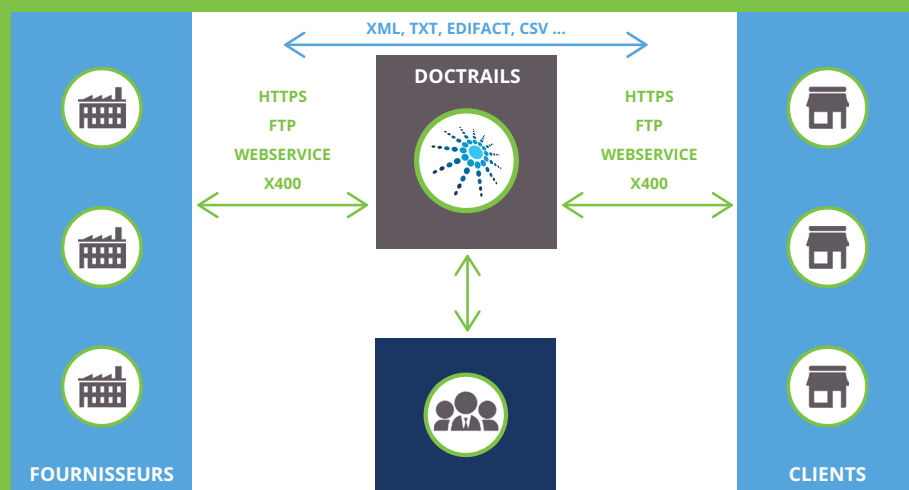 XML, TXT, EDIFACT, CSV ...
DOCTRAILS
HTTPS
FTP
WEBSERVICE
X400
HTTPS
FTP
WEBSERVICE
X400
FOURNISSEURS
CLIENTS